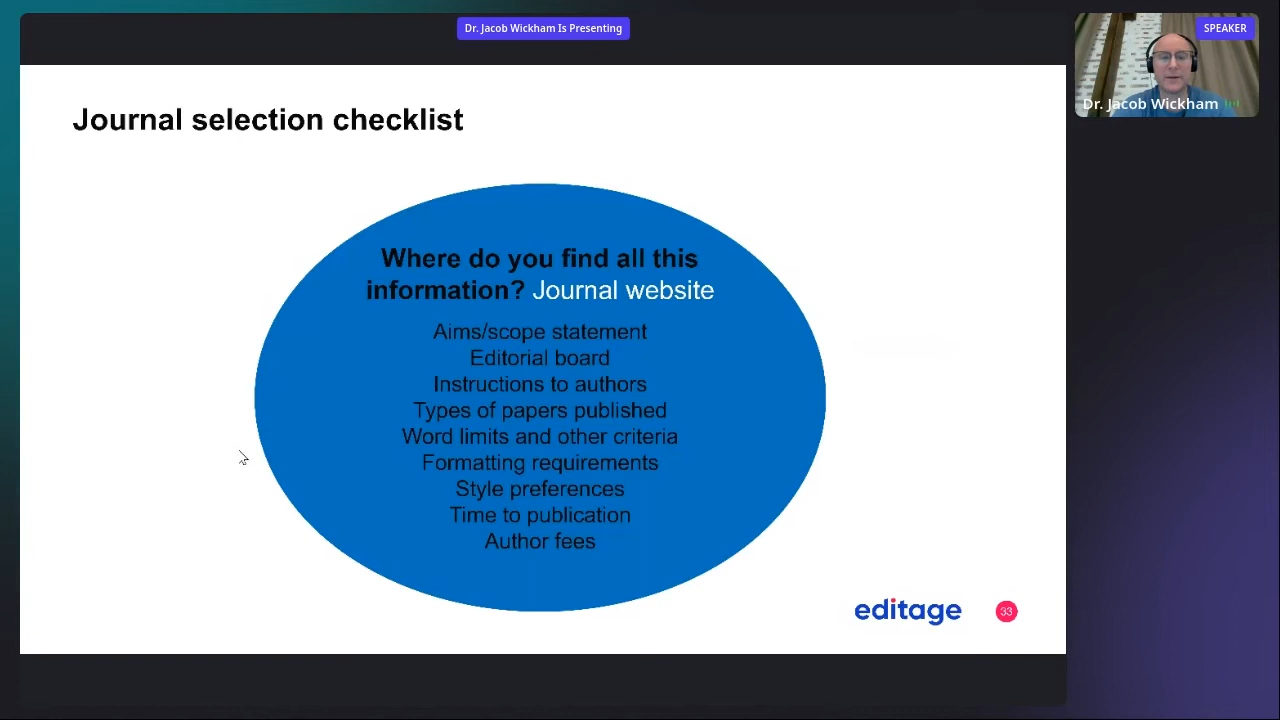 Dr. Jacob Wickham Is Presenting
SPEAKER
Dr. Jacob Wickham
Journal selection checklist
Where do you find all this
information? Journal website
Aims/scope statement
Editorial board
Instructions to authors
Types of papers published
Word limits and other criteria
Formatting requirements
Style preferences
Time to publication
Author fees
editage
33